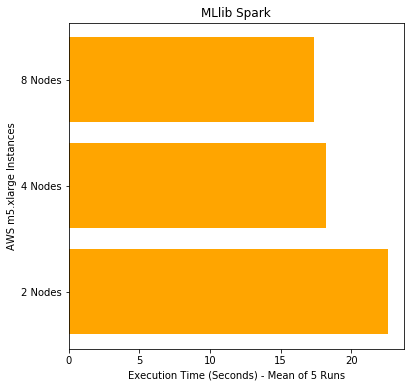 MLlib Spark
AWS m5.xlarge Instances
8 Nodes
4 Nodes
2 Nodes
0 5 10 15 20
Execution Time (Seconds) - Mean of 5 Runs